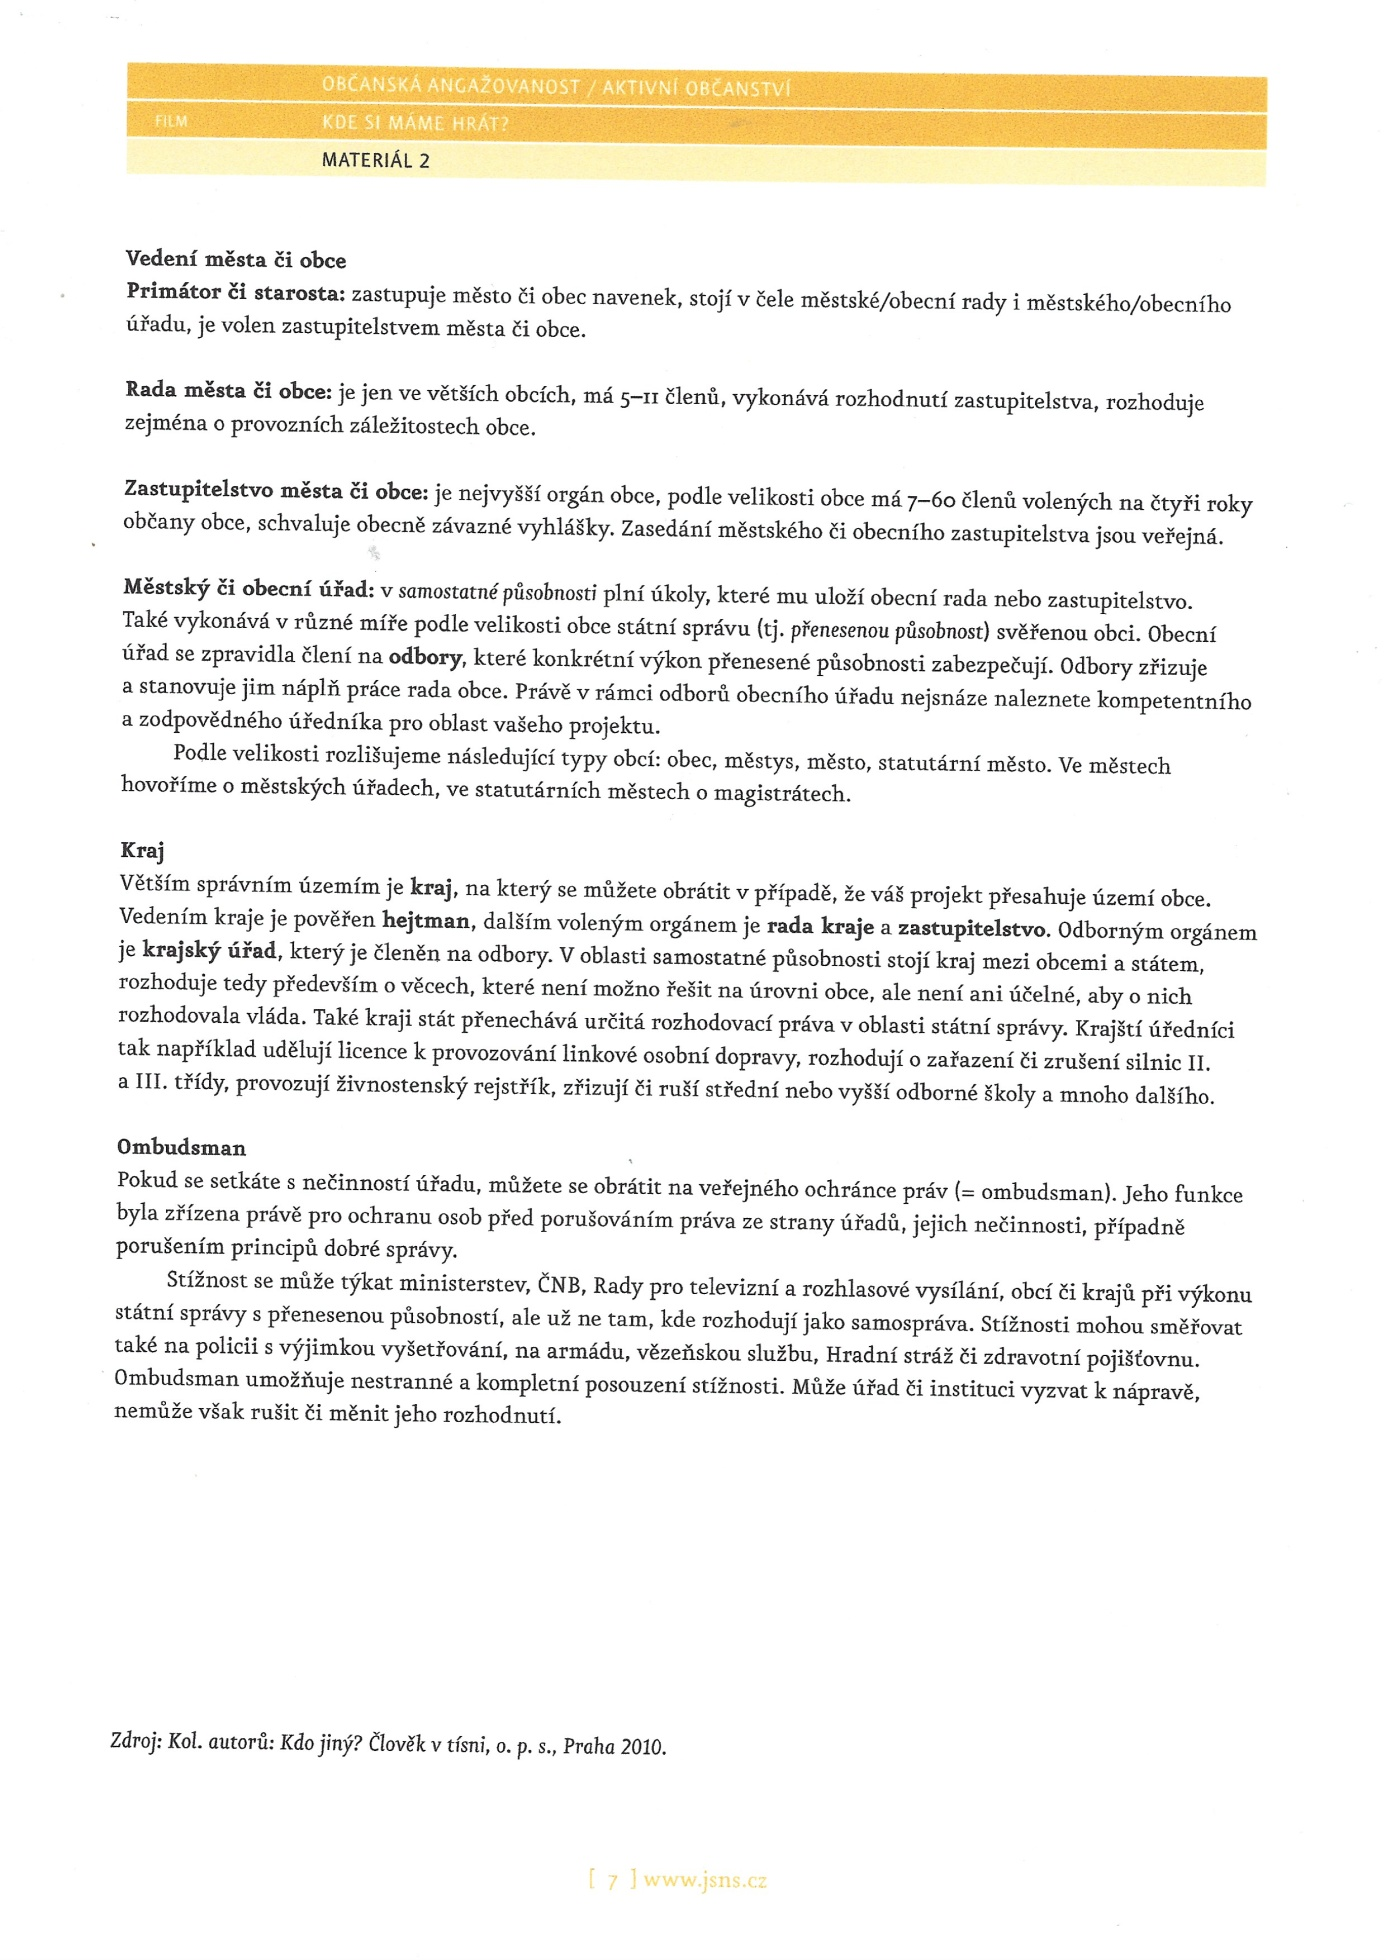 OBČANSKÁ ANGAŽOVANOST / AKTIVNÍ OBČANSTVÍ
FILM KDE SI MÁME HRÁT?
MATERIÁL 2
Vedení města či obce
Primátor či starosta: zastupuje město či obec navenek, stojí v čele městské/obecní rady i městského/obecního
úřadu, je volen zastupitelstvem města či obce.
Rada města či obce: je jen ve větších obcích, má 5–11 členů, vykonává rozhodnutí zastupitelstva, rozhoduje
zejména o provozních záležitostech obce.
Zastupitelstvo města či obce: je nejvyšší orgán obce, podle velikosti obce má 7–60 členů volených na čtyři roky
občany obce, schvaluje obecně závazné vyhlášky. Zasedání městského či obecního zastupitelstva jsou veřejná.
Městský či obecní úřad: v samostatné působnosti plní úkoly, které mu uloží obecní rada nebo zastupitelstvo.
Také vykonává v různé míře podle velikosti obce státní správu (tj. přenesenou působnost) svěřenou obci. Obecní
úřad se zpravidla člení na odbory, které konkrétní výkon přenesené působnosti zabezpečují. Odbory zřizuje
a stanovuje jim náplň práce rada obce. Právě v rámci odborů obecního úřadu nejsnáze naleznete kompetentního
a zodpovědného úředníka pro oblast vašeho projektu.
Podle velikosti rozlišujeme následující typy obcí: obec, městys, město, statutární město. Ve městech
hovoříme o městských úřadech, ve statutárních městech o magistrátech.
Kraj
Větším správním územím je kraj, na který se můžete obrátit v případě, že váš projekt přesahuje území obce.
Vedením kraje je pověřen hejtman, dalším voleným orgánem je rada kraje a zastupitelstvo. Odborným orgánem
je krajský úřad, který je členěn na odbory. V oblasti samostatné působnosti stojí kraj mezi obcemi a státem,
rozhoduje tedy především o věcech, které není možno řešit na úrovni obce, ale není ani účelné, aby o nich
rozhodovala vláda. Také kraji stát přenechává určitá rozhodovací práva v oblasti státní správy. Krajští úředníci
tak například udělují licence k provozování linkové osobní dopravy, rozhodují o zařazení či zrušení silnic II.
a III. třídy, provozují živnostenský rejstřík, zřizují či ruší střední nebo vyšší odborné školy a mnoho dalšího.
Ombudsman
Pokud se setkáte s nečinností úřadu, můžete se obrátit na veřejného ochránce práv (= ombudsman). Jeho funkce
byla zřízena právě pro ochranu osob před porušováním práva ze strany úřadů, jejich nečinnosti, případně
porušením principů dobré správy.
Stížnost se může týkat ministerstev, ČNB, Rady pro televizní a rozhlasové vysílání, obcí či krajů při výkonu
státní správy s přenesenou působností, ale už ne tam, kde rozhodují jako samospráva. Stížnosti mohou směřovat
také na policii s výjimkou vyšetřování, na armádu, vězeňskou službu, Hradní stráž či zdravotní pojišťovnu.
Ombudsman umožňuje nestranné a kompletní posouzení stížnosti. Může úřad či instituci vyzvat k nápravě,
nemůže však rušit či měnit jeho rozhodnutí.
Zdroj: Kol. autorů: Kdo jiný? Člověk v tísni, o. p. s., Praha 2010.
[ 7 ] www.jsns.cz